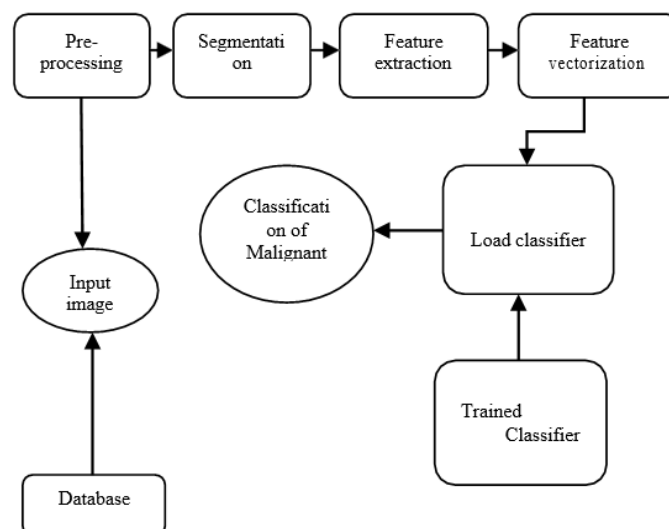 Pre-
processing
Segmentati
on
Feature
extraction
Feature
vectorization
Classificati
on of
Malignant
Load classifier
Input
image
Trained
Classifier
Database